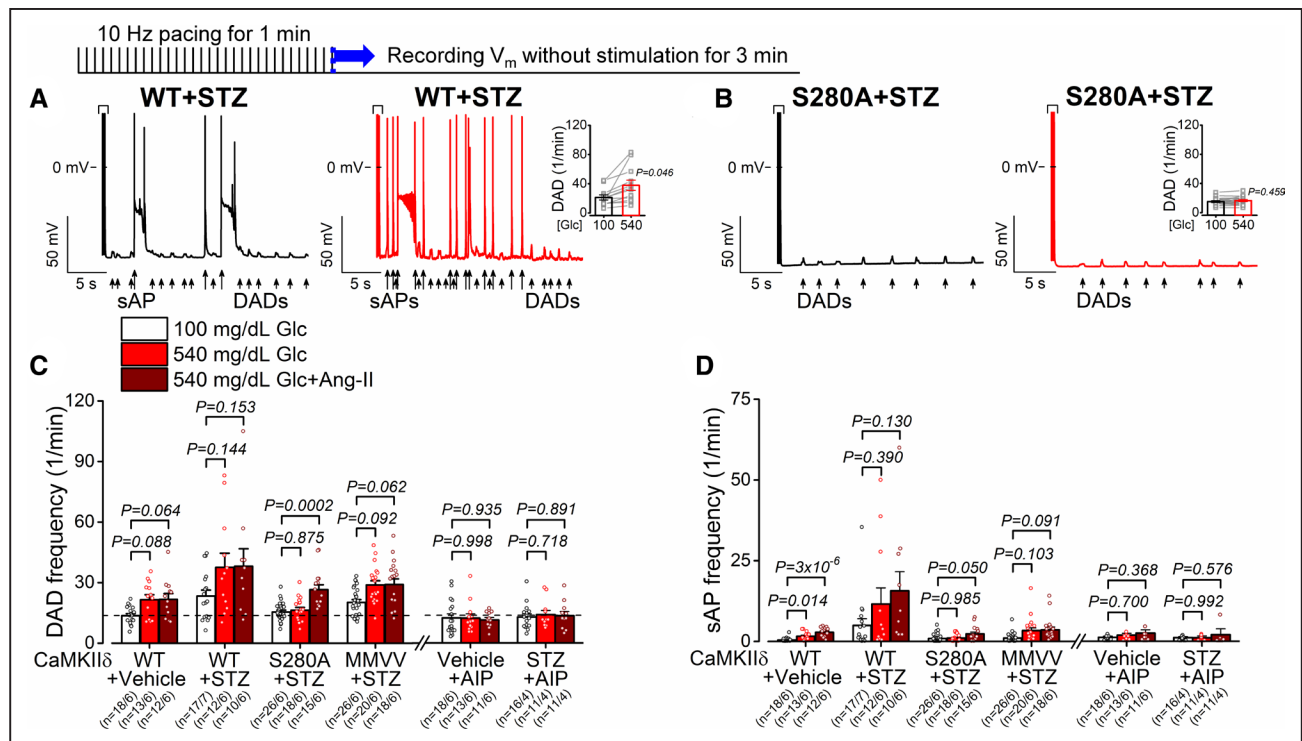 10 Hz pacing for 1 min
Recording Vm without stimulation for 3 min
A
WT+STZ
WT+STZ
0 mV
50 mV
5 s
sAP
DADs
0 mV
50 mV
5 s
sAPs
DADs
DAD (1/min)
120
80
40
0
P=0.046
[Glc] 100 540
B
S280A+STZ
S280A+STZ
0 mV
50 mV
5 s
DADs
0 mV
50 mV
5 s
DADs
DAD (1/min)
120
80
40
0
P=0.459
[Glc] 100 540
100 mg/dL Glc
540 mg/dL Glc
540 mg/dL Glc+Ang-II
C
DAD frequency (1/min)
120
90
60
30
0
P=0.064
P=0.088
P=0.153
P=0.144
P=0.0002
P=0.875
P=0.062
P=0.092
P=0.935
P=0.998
P=0.891
P=0.718
CaMKIIδ WT WT S280A MMVV Vehicle STZ
+Vehicle +STZ +STZ +STZ +AIP +AIP
(n=18/6) (n=13/6) (n=12/6)
(n=17/7) (n=12/6) (n=10/6)
(n=26/6) (n=18/6) (n=15/6)
(n=26/6) (n=20/6) (n=18/6)
(n=18/6) (n=13/6) (n=11/6)
(n=16/4) (n=11/4) (n=11/4)
D
sAP frequency (1/min)
75
50
25
0
P=3x10-6
P=0.014
P=0.130
P=0.390
P=0.050
P=0.985
P=0.091
P=0.103
P=0.368
P=0.700
P=0.576
P=0.992
CaMKIIδ WT WT S280A MMVV Vehicle STZ
+Vehicle +STZ +STZ +STZ +AIP +AIP
(n=18/6) (n=13/6) (n=12/6)
(n=17/7) (n=12/6) (n=10/6)
(n=26/6) (n=18/6) (n=15/6)
(n=26/6) (n=20/6) (n=18/6)
(n=18/6) (n=13/6) (n=11/6)
(n=16/4) (n=11/4) (n=11/4)